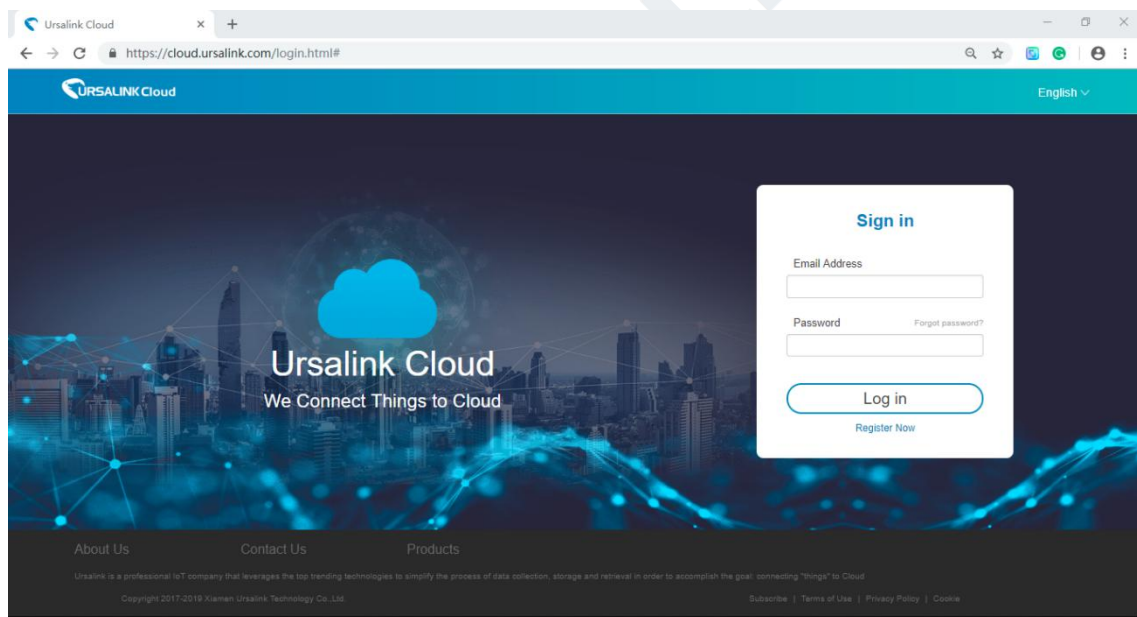 Ursalink Cloud
https://cloud.ursalink.com/login.html#
URSALINK Cloud
English
Sign in
Email Address
Password
Forgot password?
Log in
Register Now
Ursalink Cloud
We Connect Things to Cloud
About Us
Contact Us
Products
Ursalink is a professional IoT company that leverages the top trending technologies to simplify the process of data collection, storage and retrieval in order to accomplish the goal: connecting "things" to Cloud
Copyright 2017-2019 Xiamen Ursalink Technology Co.,Ltd.
Subscribe | Terms of Use | Privacy Policy | Cookie